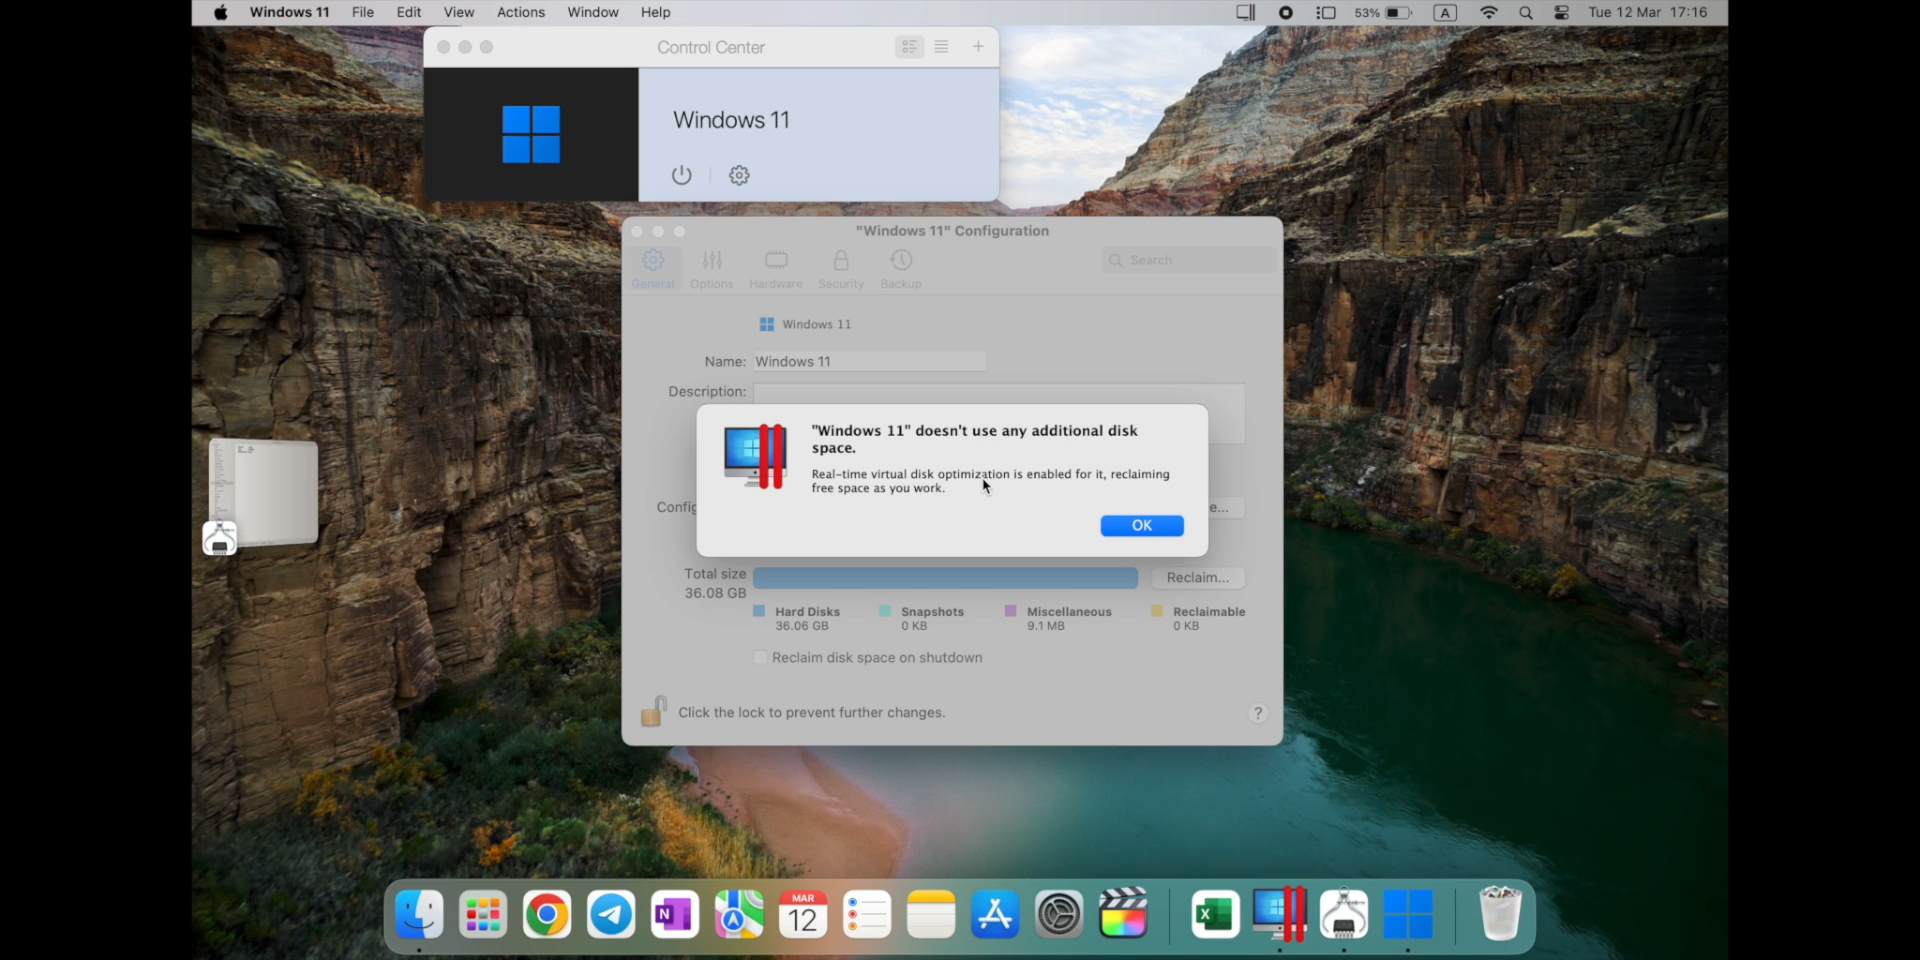 Windows 11 File Edit View Actions Window Help 53% A Tue 12 Mar 17:16
Control Center
Windows 11
"Windows 11" Configuration
General Options Hardware Security Backup Search
Windows 11
Name: Windows 11
Description:
"Windows 11" doesn't use any additional disk
space.
Real-time virtual disk optimization is enabled for it, reclaiming
free space as you work.
Config e...
OK
Total size
36.08 GB
Reclaim...
Hard Disks Snapshots Miscellaneous Reclaimable
36.06 GB 0 KB 9.1 MB 0 KB
Reclaim disk space on shutdown
Click the lock to prevent further changes. ?
MAR
12
N
X